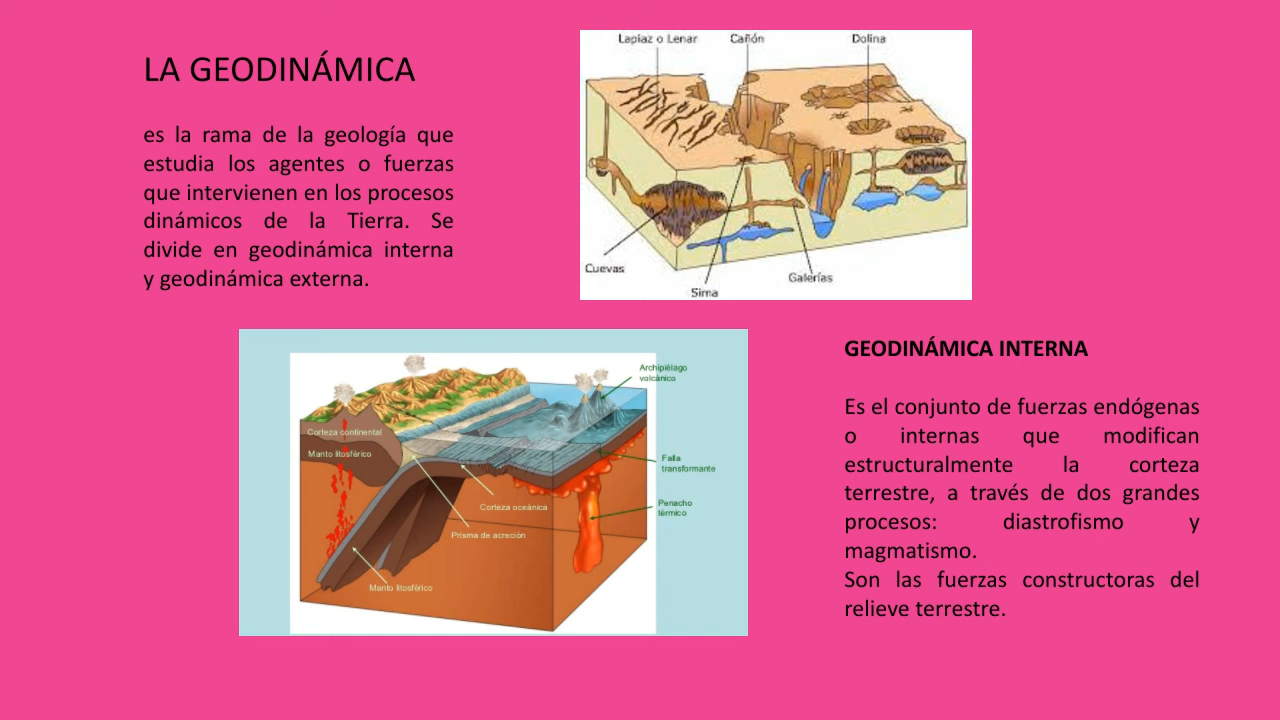 LA GEODINÁMICA
es la rama de la geología que
estudia los agentes o fuerzas
que intervienen en los procesos
dinámicos de la Tierra. Se
divide en geodinámica interna
y geodinámica externa.
Lapiaz o Lenar
Cañón
Dolina
Cuevas
Sima
Galerías
Archipiélago
volcánico
Corteza continental
Manto litosférico
Falla
transformante
Corteza oceánica
Penacho
térmico
Prisma de acreción
Manto litosférico
GEODINÁMICA INTERNA
Es el conjunto de fuerzas endógenas
o internas que modifican
estructuralmente la corteza
terrestre, a través de dos grandes
procesos: diastrofismo y
magmatismo.
Son las fuerzas constructoras del
relieve terrestre.